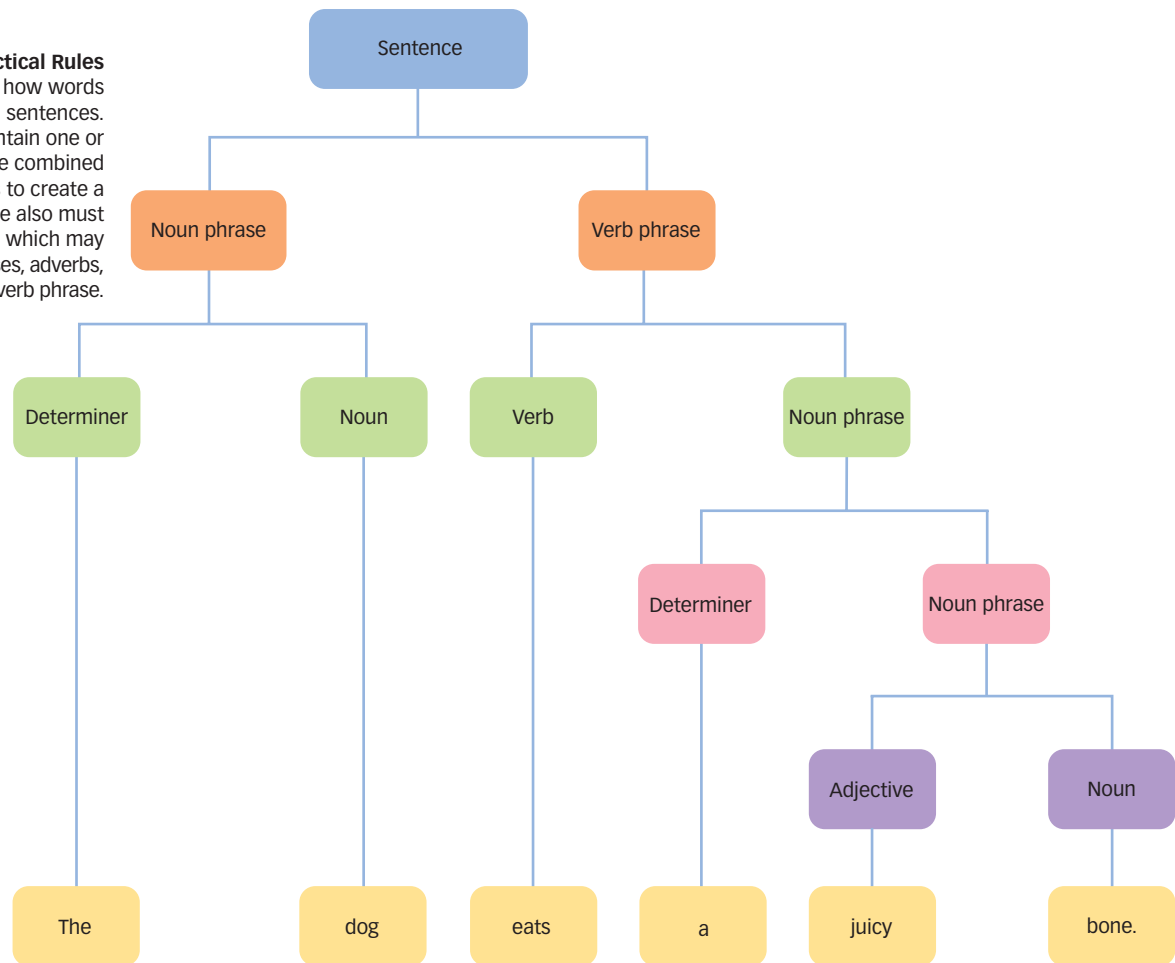 Sentence
ctical Rules
how words
sentences.
ntain one or
e combined
to create a
e also must
which may
es, adverbs,
verb phrase.
Noun phrase
Verb phrase
Determiner
Noun
Verb
Noun phrase
Determiner
Noun phrase
Adjective
Noun
The
dog
eats
a
juicy
bone.